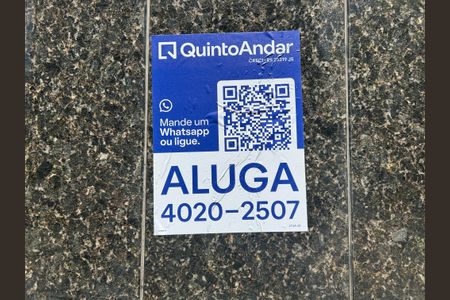 QuintoAndar
Mande um
Whatsapp
ou ligue.
ALUGA
4020-2507